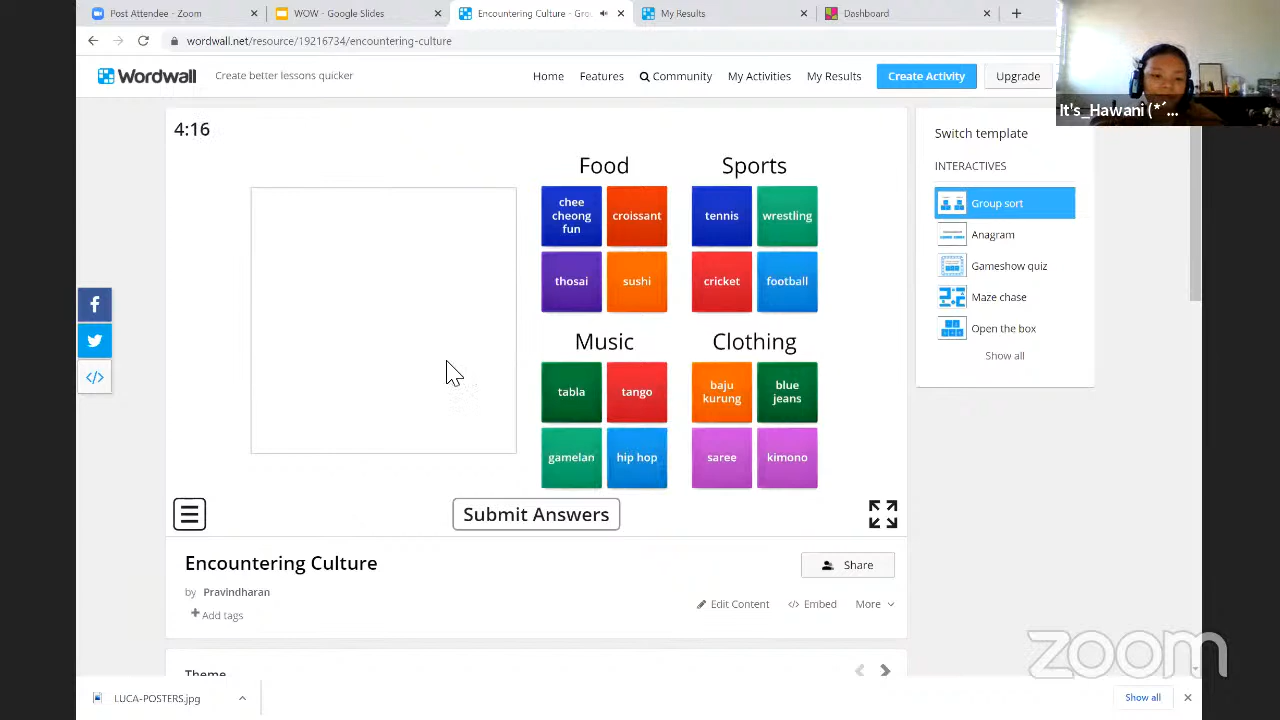 Post Attendee - Zoom
WOW - Google Slides
Encountering Culture - Gro
My Results
Dashboard
wordwall.net/resource/19216734/encountering-culture
Wordwall
Create better lessons quicker
Home
Features
Community
My Activities
My Results
Create Activity
Upgrade
It's_Hawani (*´...
4:16
Food
Sports
chee
cheong
fun
croissant
tennis
wrestling
thosai
sushi
cricket
football
Music
Clothing
tabla
tango
baju
kurung
blue
jeans
gamelan
hip hop
saree
kimono
Submit Answers
Switch template
INTERACTIVES
Group sort
Anagram
Gameshow quiz
Maze chase
Open the box
Show all
Encountering Culture
Share
by Pravindharan
Add tags
Edit Content
Embed
More
Theme
zoom
LUCA-POSTERS.jpg
Show all